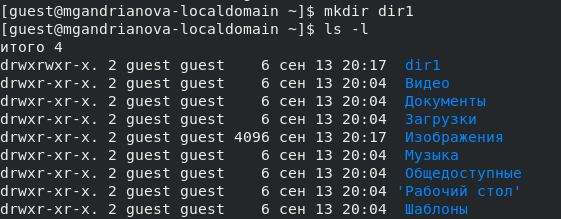 [guest@mgandrianova-localdomain ~]$ mkdir dir1
[guest@mgandrianova-localdomain ~]$ ls -l
итого 4
drwxrwxr-x. 2 guest guest    6 сен 13 20:17  dir1
drwxr-xr-x. 2 guest guest    6 сен 13 20:04  Видео
drwxr-xr-x. 2 guest guest    6 сен 13 20:04  Документы
drwxr-xr-x. 2 guest guest    6 сен 13 20:04  Загрузки
drwxr-xr-x. 2 guest guest 4096 сен 13 20:17  Изображения
drwxr-xr-x. 2 guest guest    6 сен 13 20:04  Музыка
drwxr-xr-x. 2 guest guest    6 сен 13 20:04  Общедоступные
drwxr-xr-x. 2 guest guest    6 сен 13 20:04 'Рабочий стол'
drwxr-xr-x. 2 guest guest    6 сен 13 20:04  Шаблоны